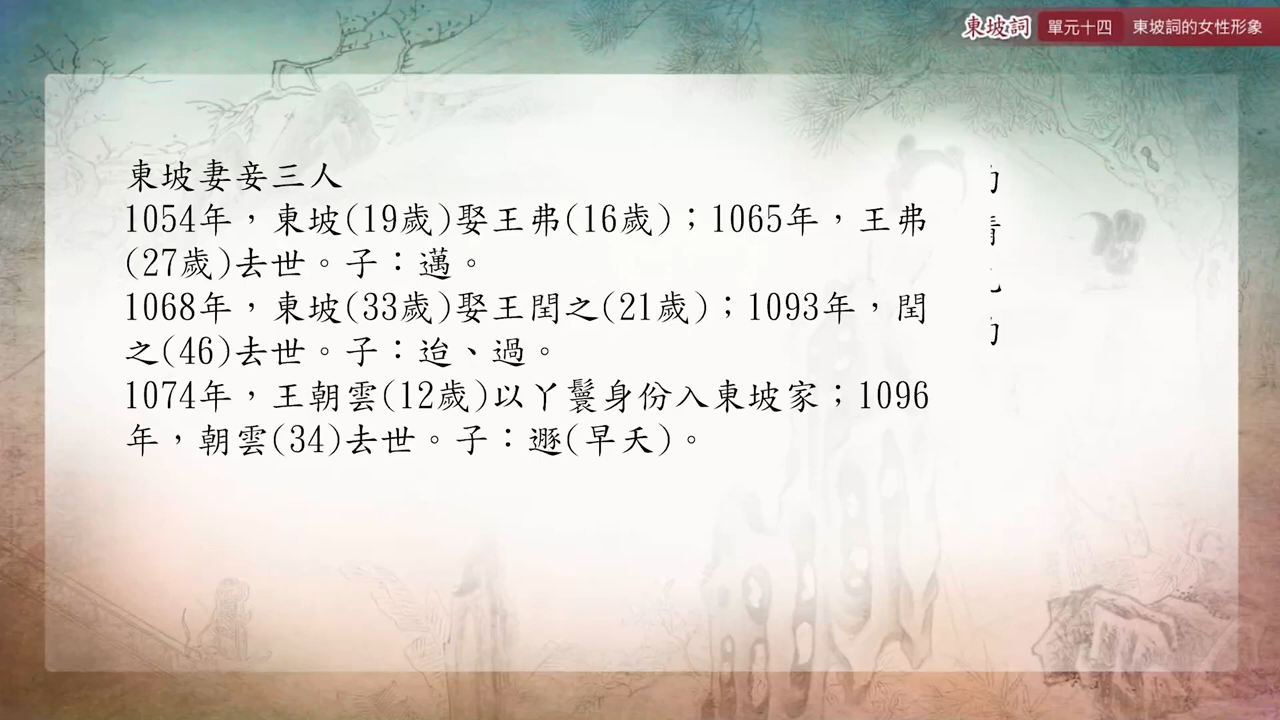 東坡詞 單元十四 東坡詞的女性形象
東坡妻妾三人
1054年，東坡(19歲)娶王弗(16歲)；1065年，王弗
(27歲)去世。子：邁。
1068年，東坡(33歲)娶王閏之(21歲)；1093年，閏
之(46)去世。子：迨、過。
1074年，王朝雲(12歲)以丫鬟身份入東坡家；1096
年，朝雲(34)去世。子：遯(早夭)。